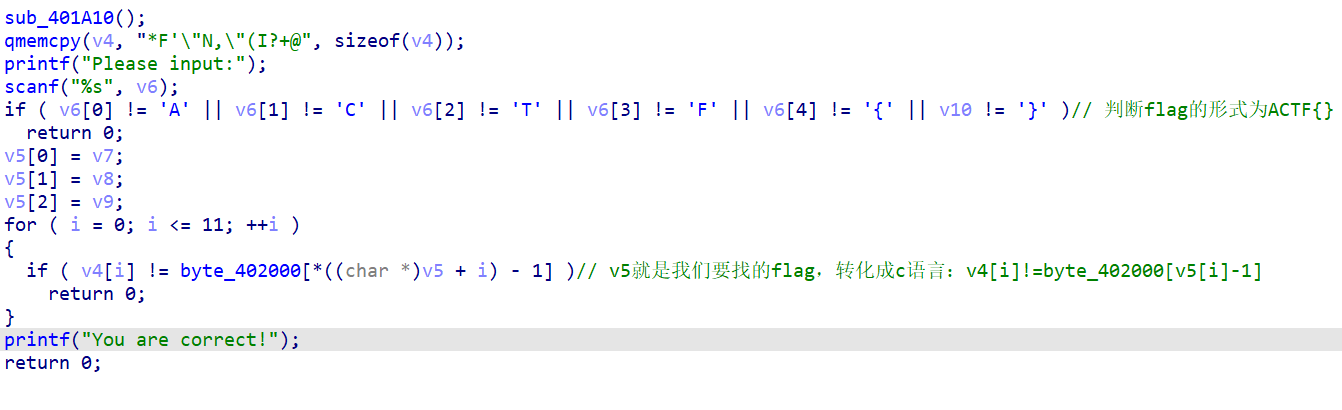 sub_401A10();
qmemcpy(v4, "*F'\"N,\"(I?+@", sizeof(v4));
printf("Please input:");
scanf("%s", v6);
if ( v6[0] != 'A' || v6[1] != 'C' || v6[2] != 'T' || v6[3] != 'F' || v6[4] != '{' || v10 != '}' )// 判断flag的形式为ACTF{}
return 0;
v5[0] = v7;
v5[1] = v8;
v5[2] = v9;
for ( i = 0; i <= 11; ++i )
{
if ( v4[i] != byte_402000[*((char *)v5 + i) - 1] )// v5就是我们要找的flag，转化成c语言：v4[i]!=byte_402000[v5[i]-1]
return 0;
}
printf("You are correct!");
return 0;